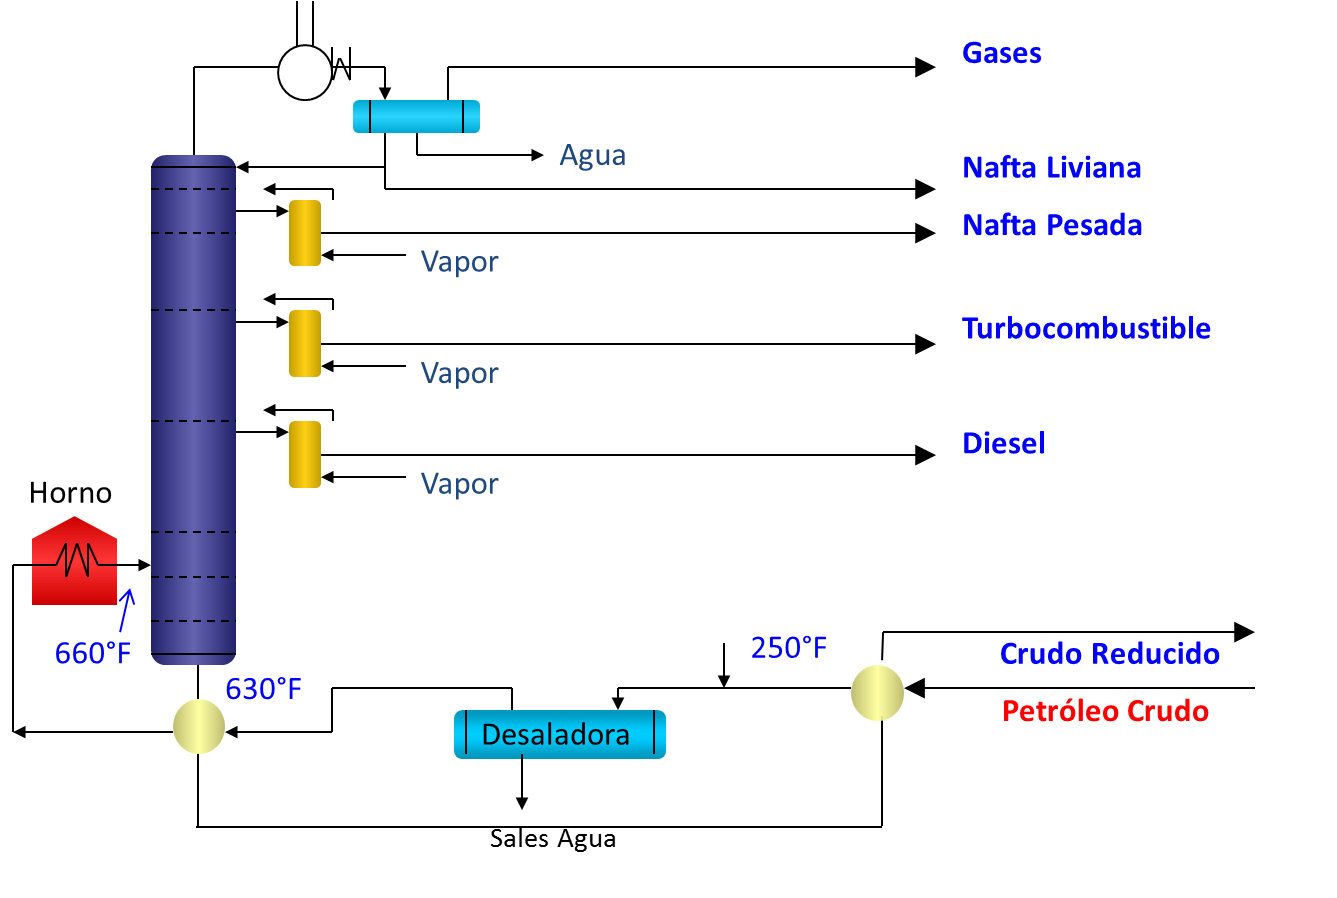 Gases
Agua
Nafta Liviana
Nafta Pesada
Vapor
Turbocombustible
Vapor
Diesel
Vapor
Horno
660°F
630°F
250°F
Crudo Reducido
Petróleo Crudo
Desaladora
Sales Agua